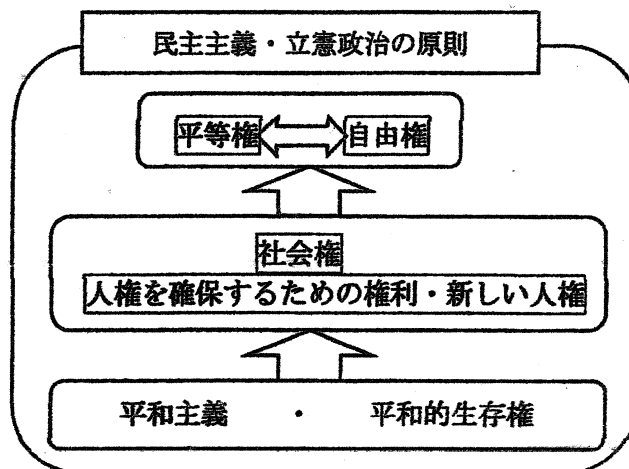 民主主義・立憲政治の原則
平等権 自由権
社会権
人権を確保するための権利・新しい人権
平和主義 ・ 平和的生存権